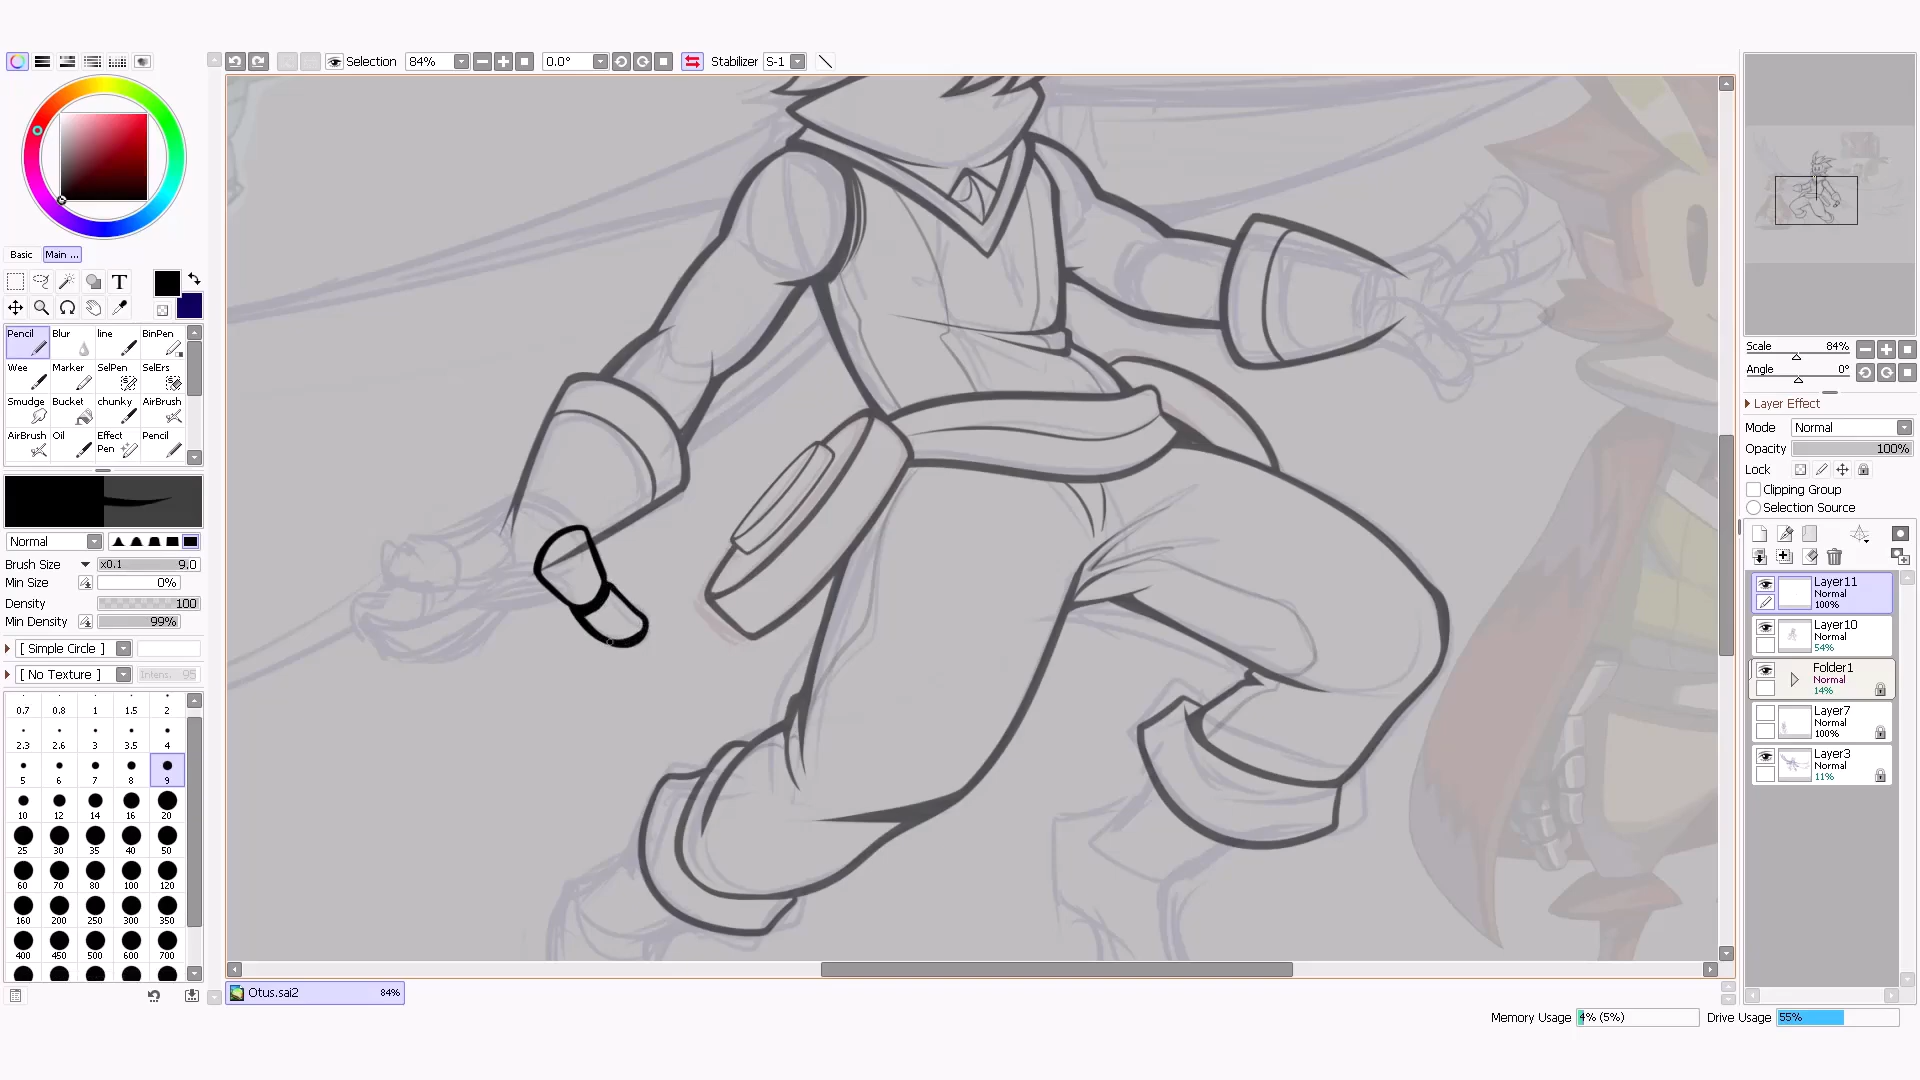 Selection 84% 0.0° Stabilizer S-1
Basic Main ...
T
Pencil Blur line BinPen
Wee Marker SelPen SelErs
Smudge Bucket chunky AirBrush
AirBrush Oil Effect Pen Pencil
Normal
Brush Size x0.1 9.0
Min Size 0%
Density 100
Min Density 99%
[ Simple Circle ]
[ No Texture ] Intens. 95
0.7 0.8 1 1.5 2
2.3 2.6 3 3.5 4
5 6 7 8 9
10 12 14 16 20
25 30 35 40 50
60 70 80 100 120
160 200 250 300 350
400 450 500 600 700
Otus.sai2 84%
Scale 84%
Angle 0°
Layer Effect
Mode Normal
Opacity 100%
Lock
Clipping Group
Selection Source
Layer11
Normal
100%
Layer10
Normal
54%
Folder1
Normal
14%
Layer7
Normal
100%
Layer3
Normal
11%
Memory Usage 4% (5%) Drive Usage 55%